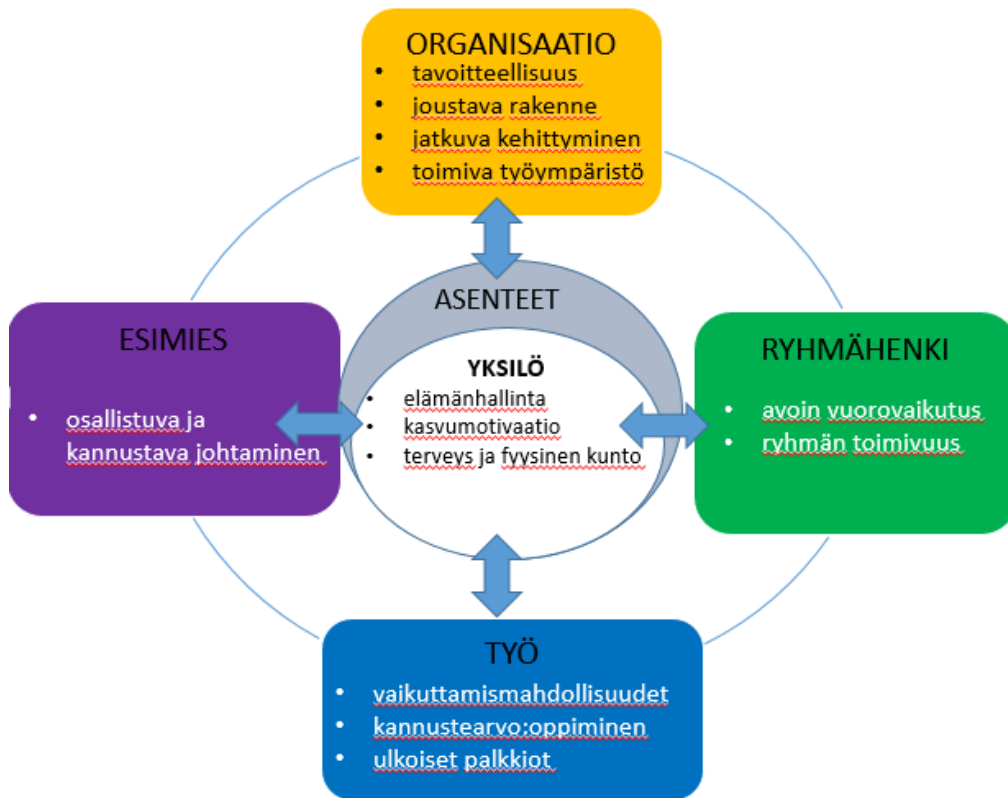 ORGANISAATIO
• tavoitteellisuus
• joustava rakenne
• jatkuva kehittyminen
• toimiva työympäristö
ASENTEET
ESIMIES
• osallistuva ja
kannustava johtaminen
YKSILÖ
• elämänhallinta
• kasvumotivaatio
• terveys ja fyysinen kunto
RYHMÄHENKI
• avoin vuorovaikutus
• ryhmän toimivuus
TYÖ
• vaikuttamismahdollisuudet
• kannustearvo:oppiminen
• ulkoiset palkkiot